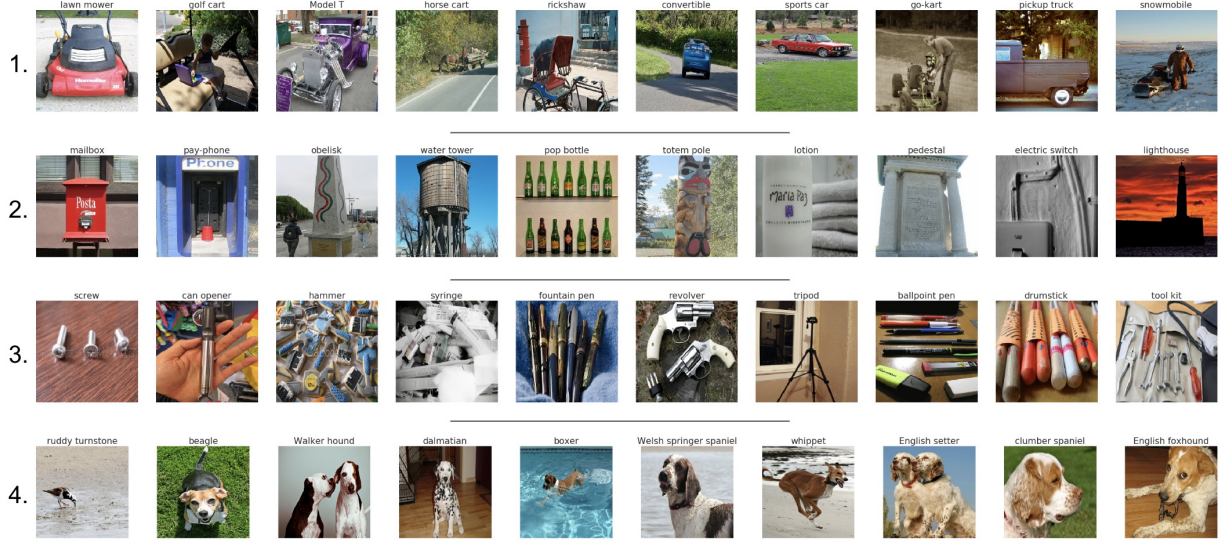 lawn mower golf cart Model T horse cart rickshaw convertible sports car go-kart pickup truck snowmobile
1.
Homelite
mailbox pay-phone obelisk water tower pop bottle totem pole lotion pedestal electric switch lighthouse
2.
Posta
Phone
Maria Paz
screw can opener hammer syringe fountain pen revolver tripod ballpoint pen drumstick tool kit
3.
ruddy turnstone beagle Walker hound dalmatian boxer Welsh springer spaniel whippet English setter clumber spaniel English foxhound
4.